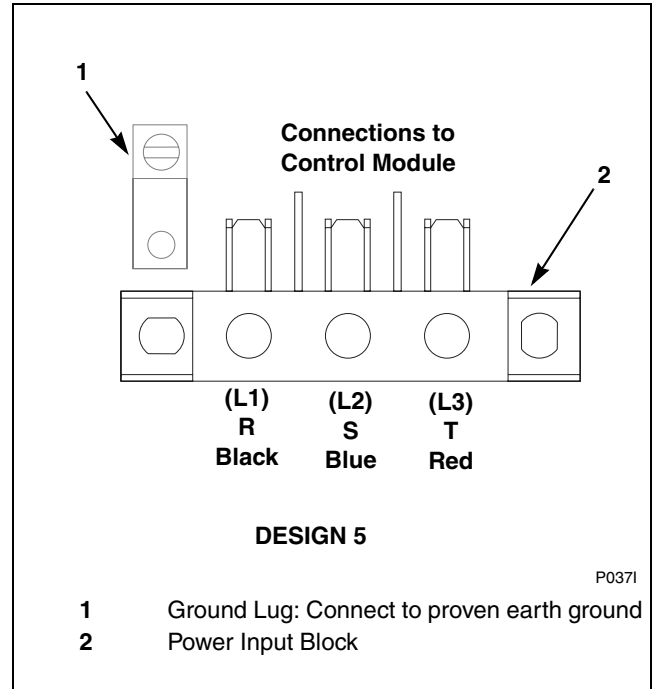 1
Connections to
Control Module
2
(L1) (L2) (L3)
R S T
Black Blue Red
DESIGN 5
P037I
1 Ground Lug: Connect to proven earth ground
2 Power Input Block